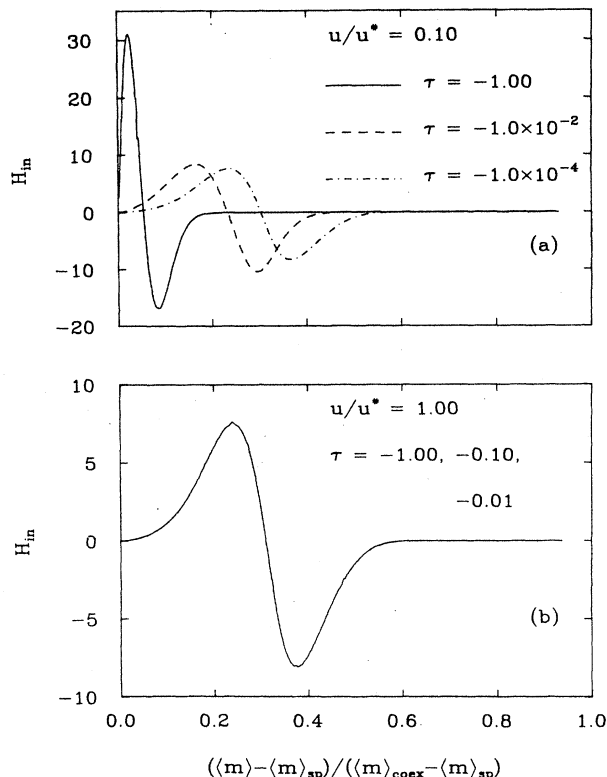 30
20
10
0
-10
-20
H_in
u/u* = 0.10
τ = -1.00
τ = -1.0×10^-2
τ = -1.0×10^-4
(a)
10
5
0
-5
-10
H_in
u/u* = 1.00
τ = -1.00, -0.10,
-0.01
(b)
0.0 0.2 0.4 0.6 0.8 1.0
(⟨m⟩-⟨m⟩_sp)/(⟨m⟩_coex-⟨m⟩_sp)